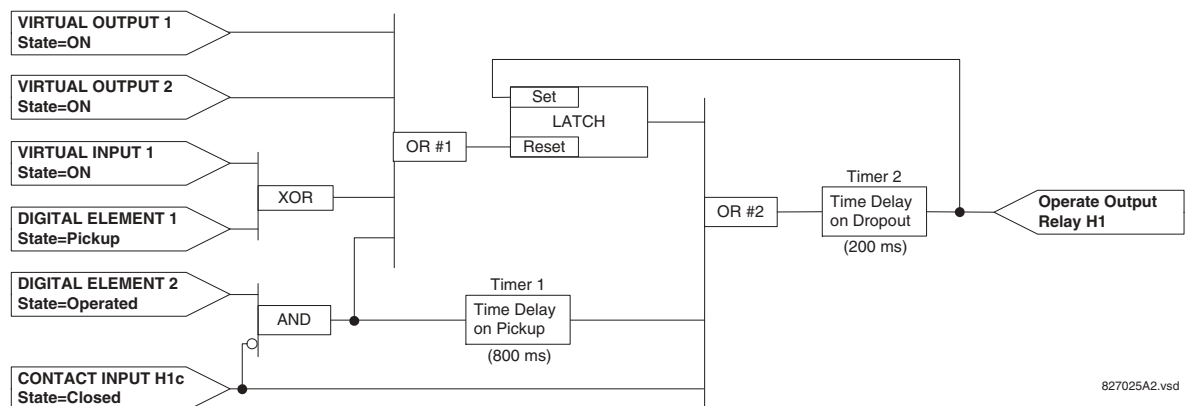 VIRTUAL OUTPUT 1
State=ON
VIRTUAL OUTPUT 2
State=ON
VIRTUAL INPUT 1
State=ON
DIGITAL ELEMENT 1
State=Pickup
DIGITAL ELEMENT 2
State=Operated
CONTACT INPUT H1c
State=Closed
XOR
AND
OR #1
Set
LATCH
Reset
Timer 1
Time Delay
on Pickup
(800 ms)
OR #2
Timer 2
Time Delay
on Dropout
(200 ms)
Operate Output
Relay H1
827025A2.vsd